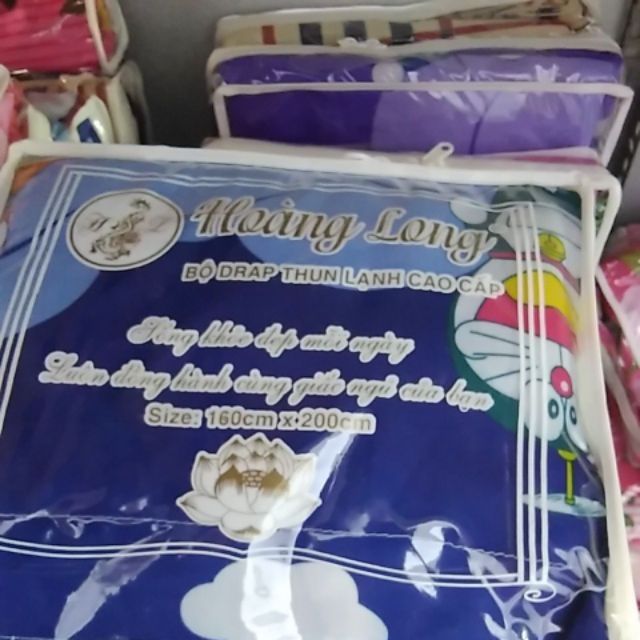 Hoàng Long
BỘ DRAP THUN LẠNH CAO CẤP
Sống khỏe đẹp mỗi ngày
Luôn đồng hành cùng giấc ngủ của bạn
Size: 160cm x 200cm